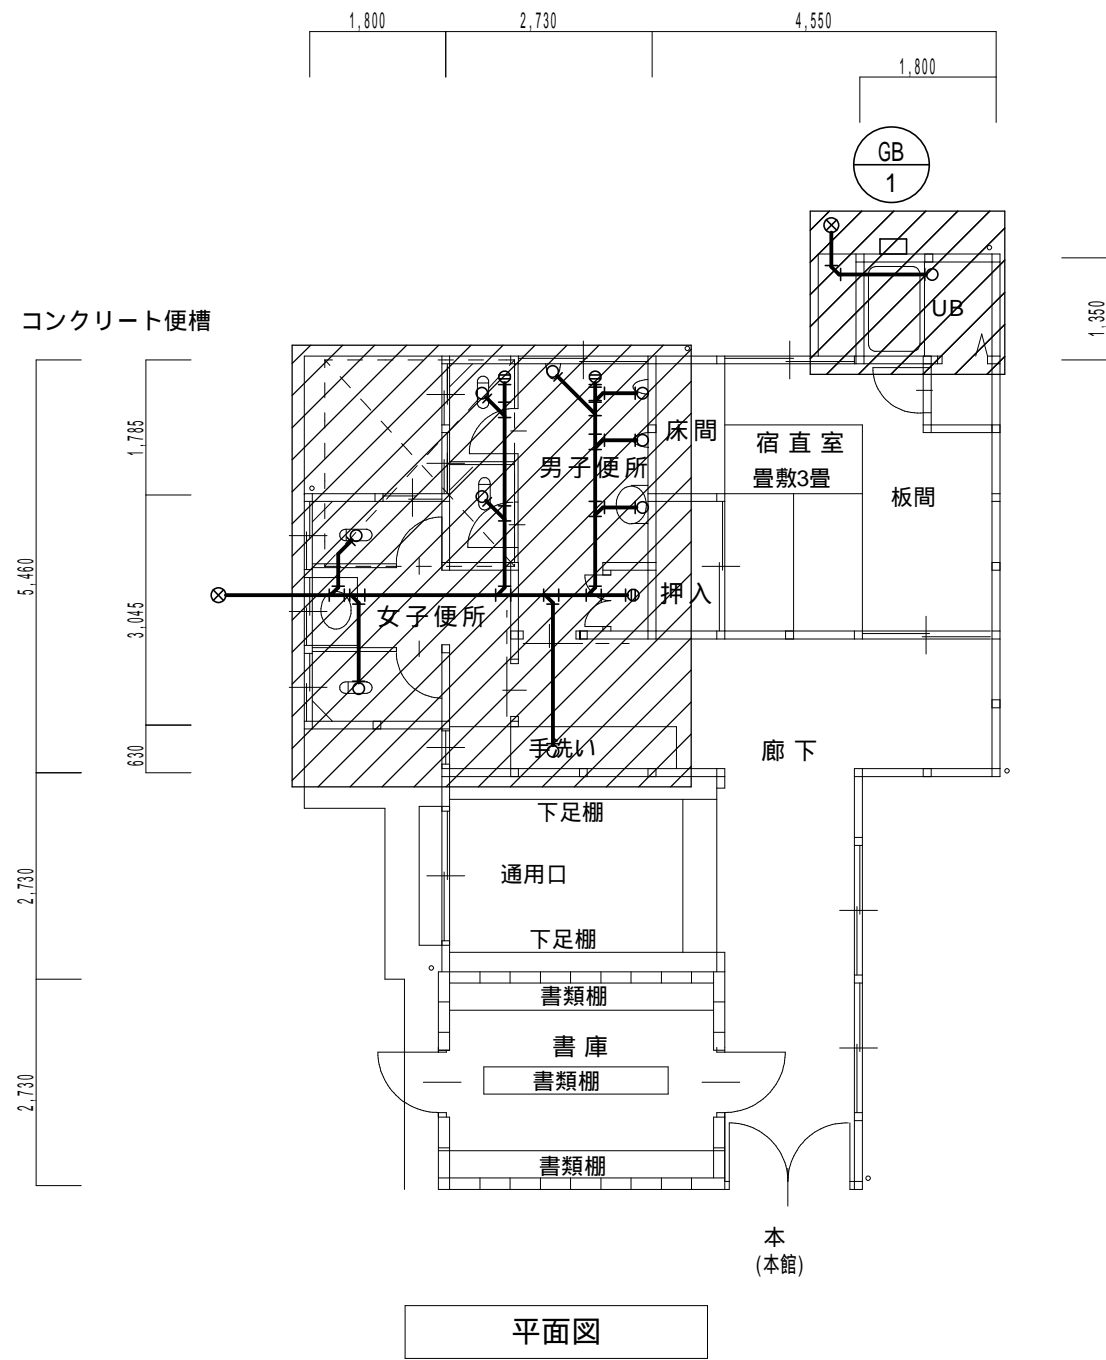 1,800
2,730
4,550
1,800
GB
1
コンクリート便槽
UB
1,350
1,785
床間
宿直室
男子便所
畳敷3畳
板間
5,460
3,045
押入
女子便所
630
手洗い
廊下
下足棚
2,730
通用口
下足棚
書類棚
書庫
書類棚
2,730
書類棚
本
(本館)
平面図